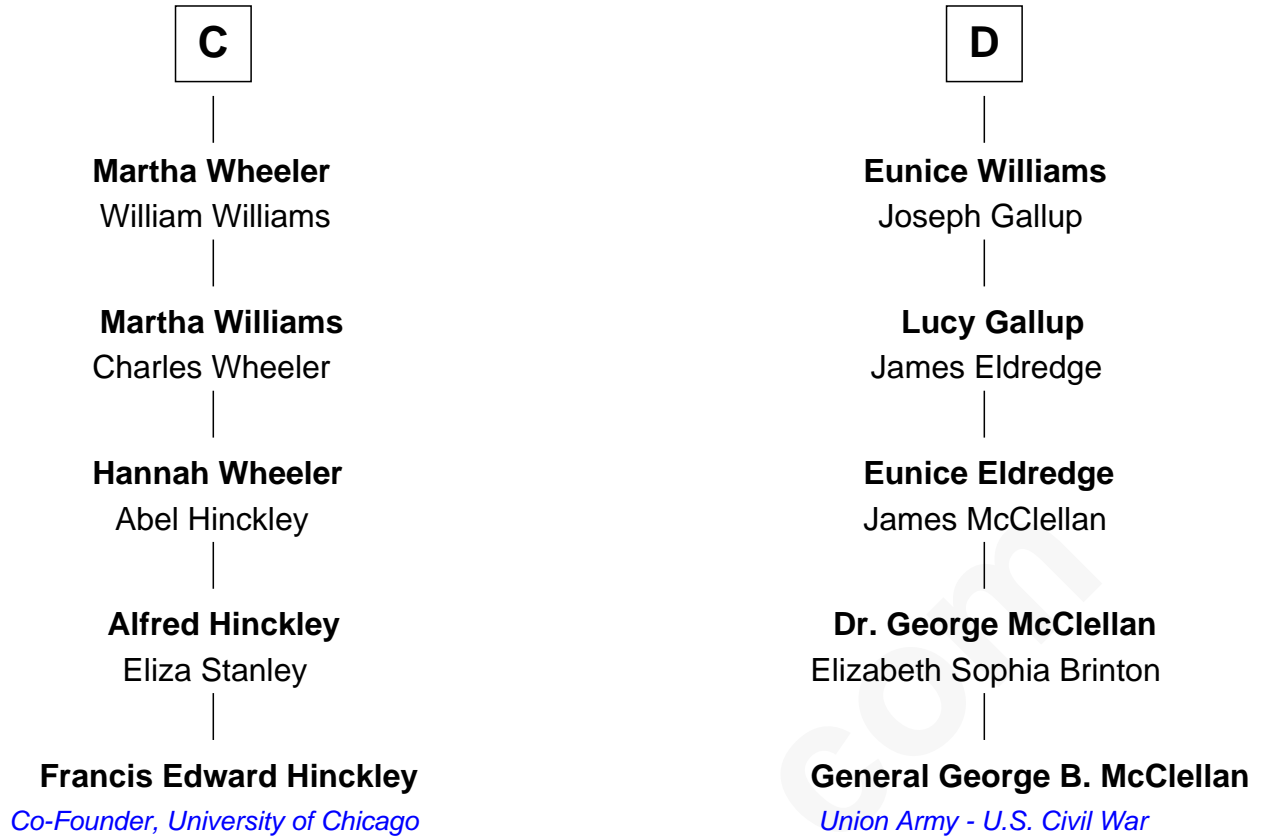 C
Martha Wheeler
William Williams
Martha Williams
Charles Wheeler
Hannah Wheeler
Abel Hinckley
Alfred Hinckley
Eliza Stanley
Francis Edward Hinckley
Co-Founder, University of Chicago
D
Eunice Williams
Joseph Gallup
Lucy Gallup
James Eldredge
Eunice Eldredge
James McClellan
Dr. George McClellan
Elizabeth Sophia Brinton
General George B. McClellan
Union Army - U.S. Civil War
com